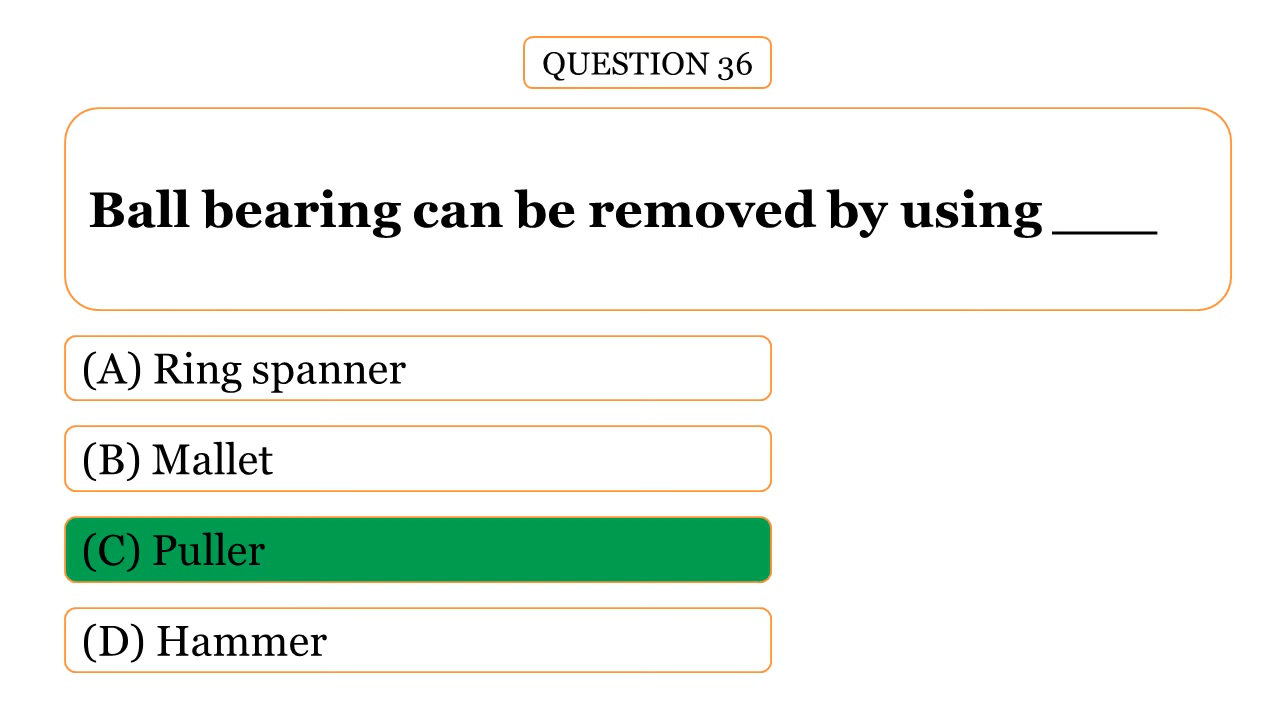 QUESTION 36
Ball bearing can be removed by using ____
(A) Ring spanner
(B) Mallet
(C) Puller
(D) Hammer